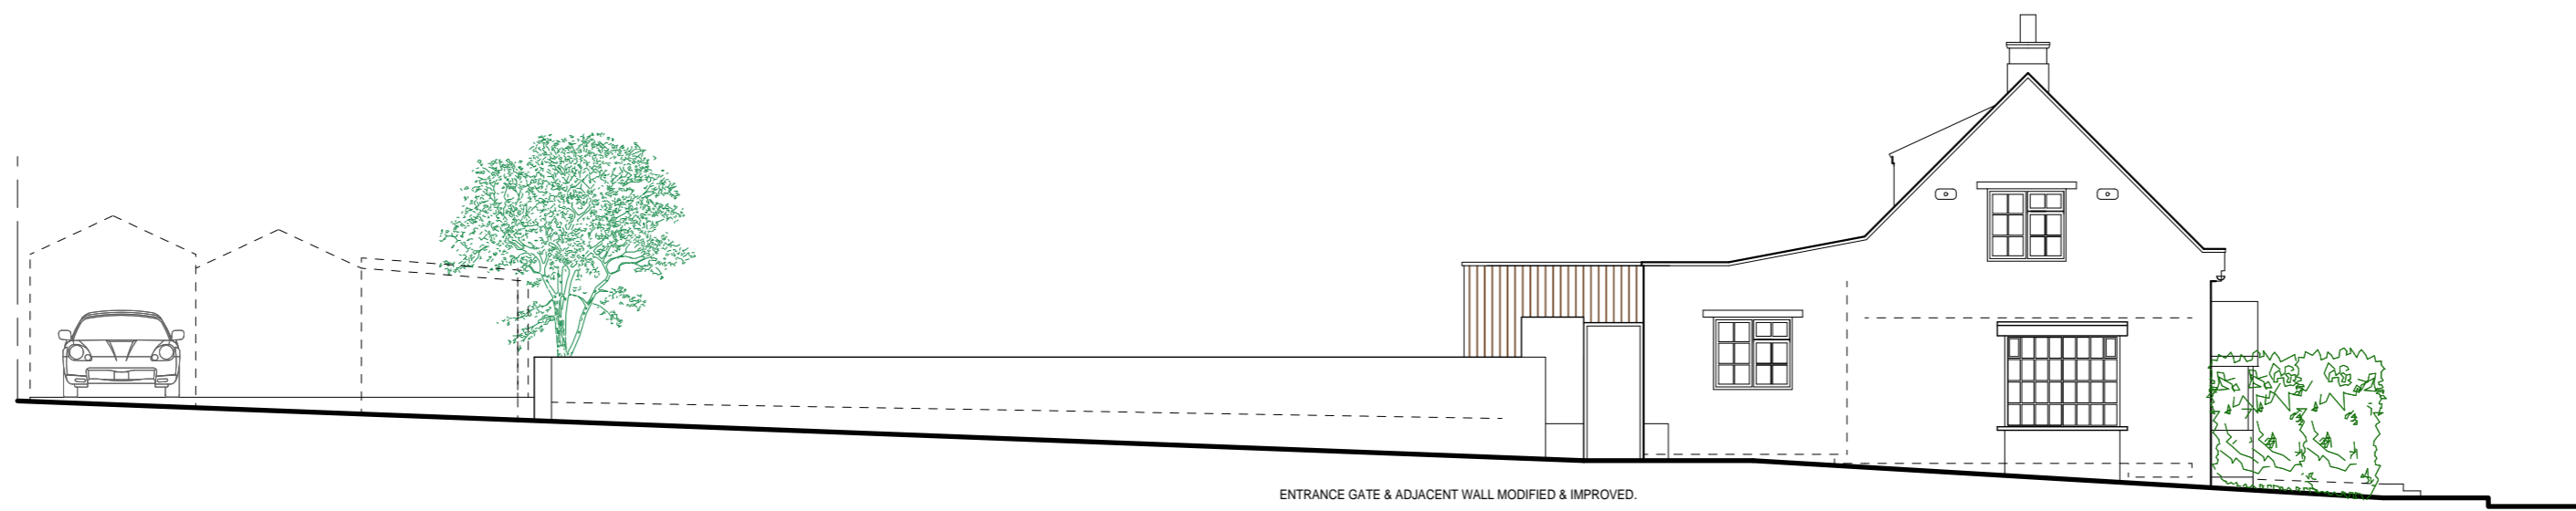 ENTRANCE GATE & ADJACENT WALL MODIFIED & IMPROVED.